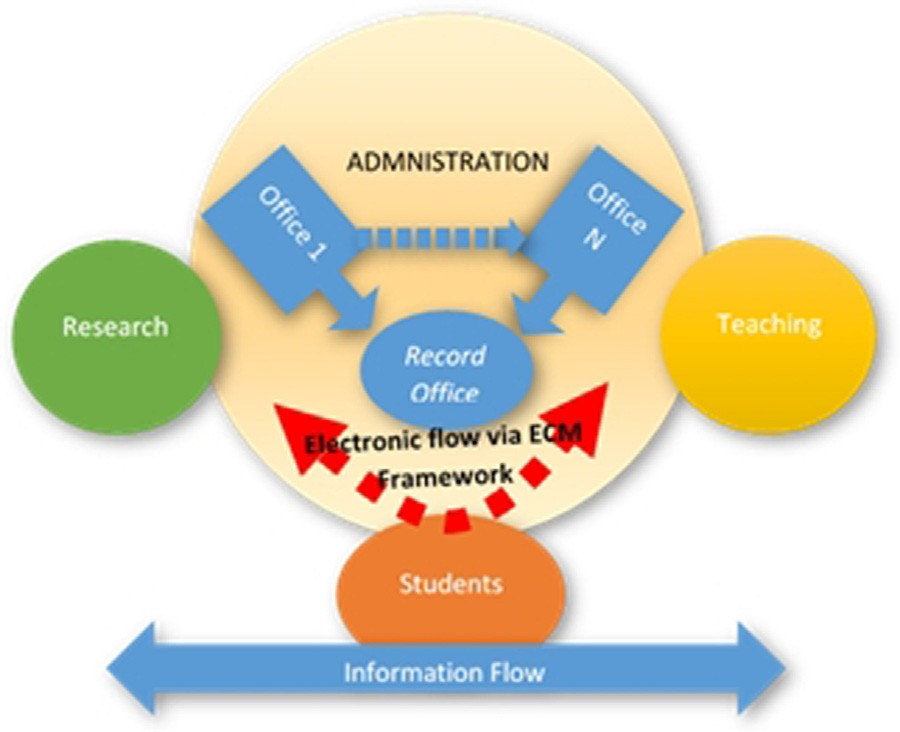 ADMNISTRATION
Office 1
Office
N
Research
Teaching
Record
Office
Electronic flow via ECM
Framework
Students
Information Flow